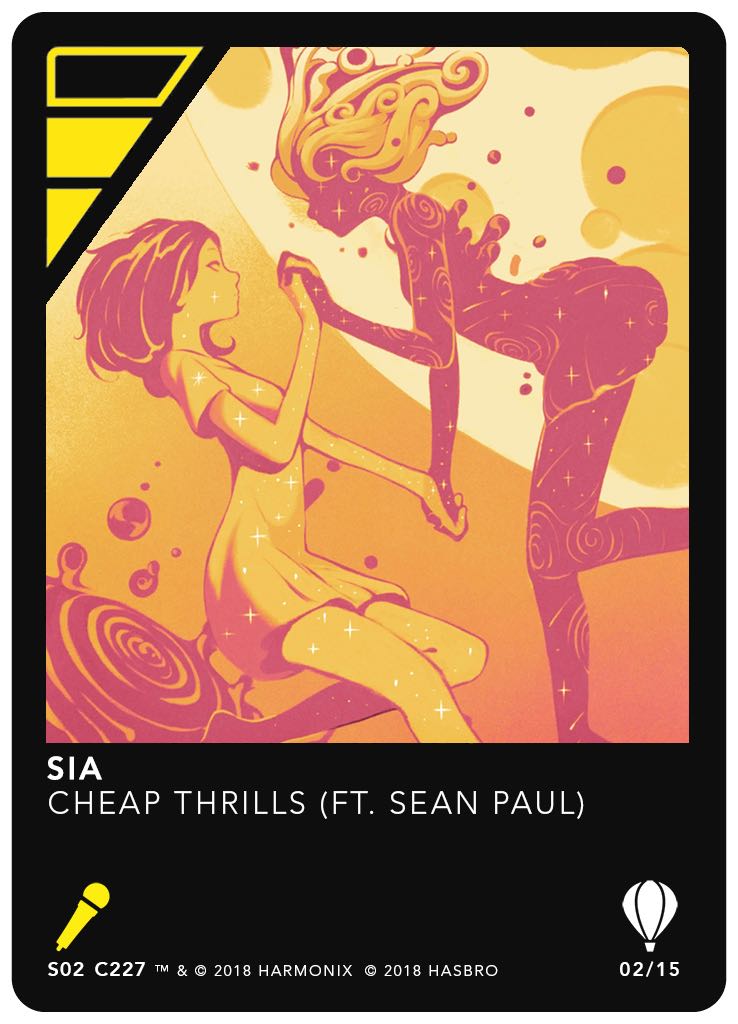 SIA
CHEAP THRILLS (FT. SEAN PAUL)
S02 C227 ™ & © 2018 HARMONIX © 2018 HASBRO
02/15